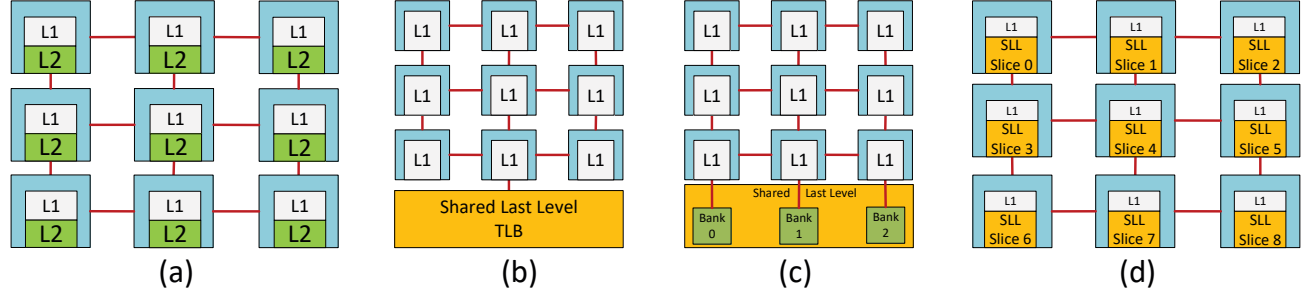 L1 L1 L1
L2 L2 L2
L1 L1 L1
L2 L2 L2
L1 L1 L1
L2 L2 L2
(a)
L1 L1 L1
L1 L1 L1
L1 L1 L1
Shared Last Level
TLB
(b)
L1 L1 L1
L1 L1 L1
L1 L1 L1
Shared Last Level
Bank Bank Bank
0 1 2
(c)
L1 L1 L1
SLL SLL SLL
Slice 0 Slice 1 Slice 2
L1 L1 L1
SLL SLL SLL
Slice 3 Slice 4 Slice 5
L1 L1 L1
SLL SLL SLL
Slice 6 Slice 7 Slice 8
(d)